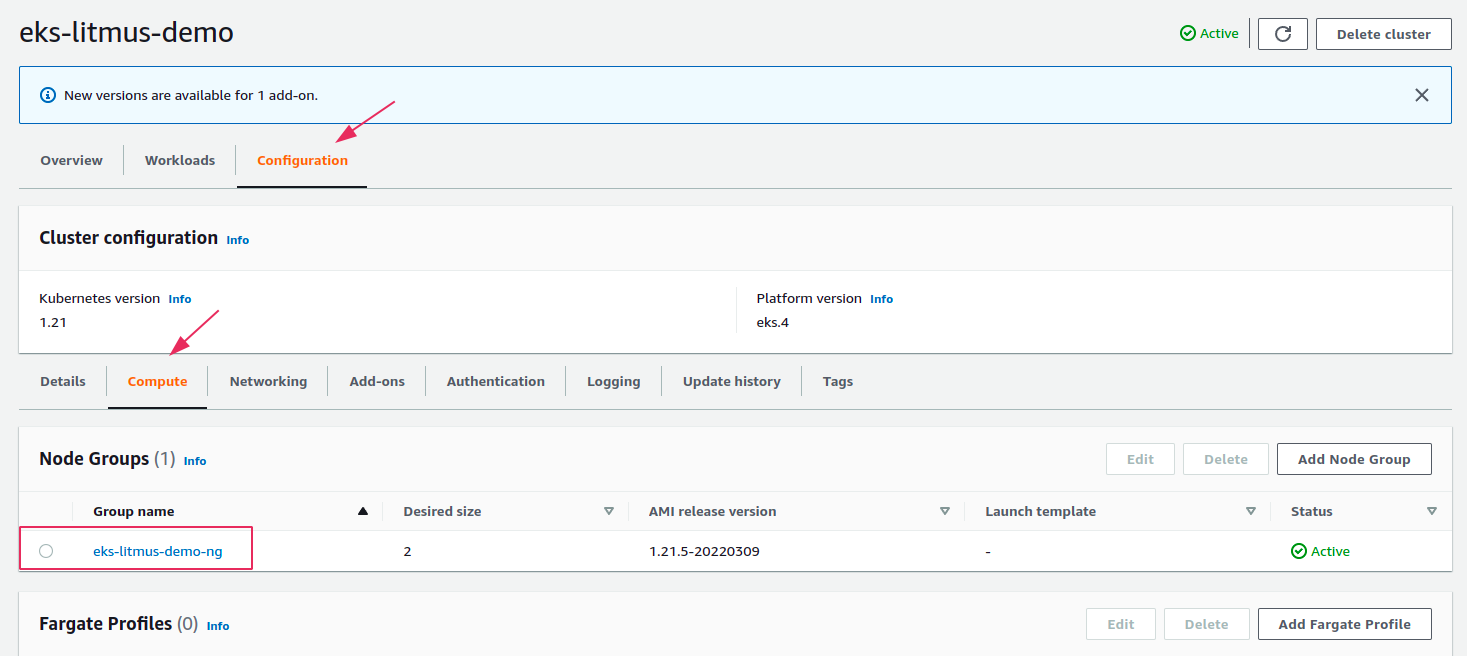 eks-litmus-demo
Active
Delete cluster
New versions are available for 1 add-on.
Overview Workloads Configuration
Cluster configuration Info
Kubernetes version Info Platform version Info
1.21 eks.4
Details Compute Networking Add-ons Authentication Logging Update history Tags
Node Groups (1) Info Edit Delete Add Node Group
Group name Desired size AMI release version Launch template Status
eks-litmus-demo-ng 2 1.21.5-20220309 - Active
Fargate Profiles (0) Info Edit Delete Add Fargate Profile